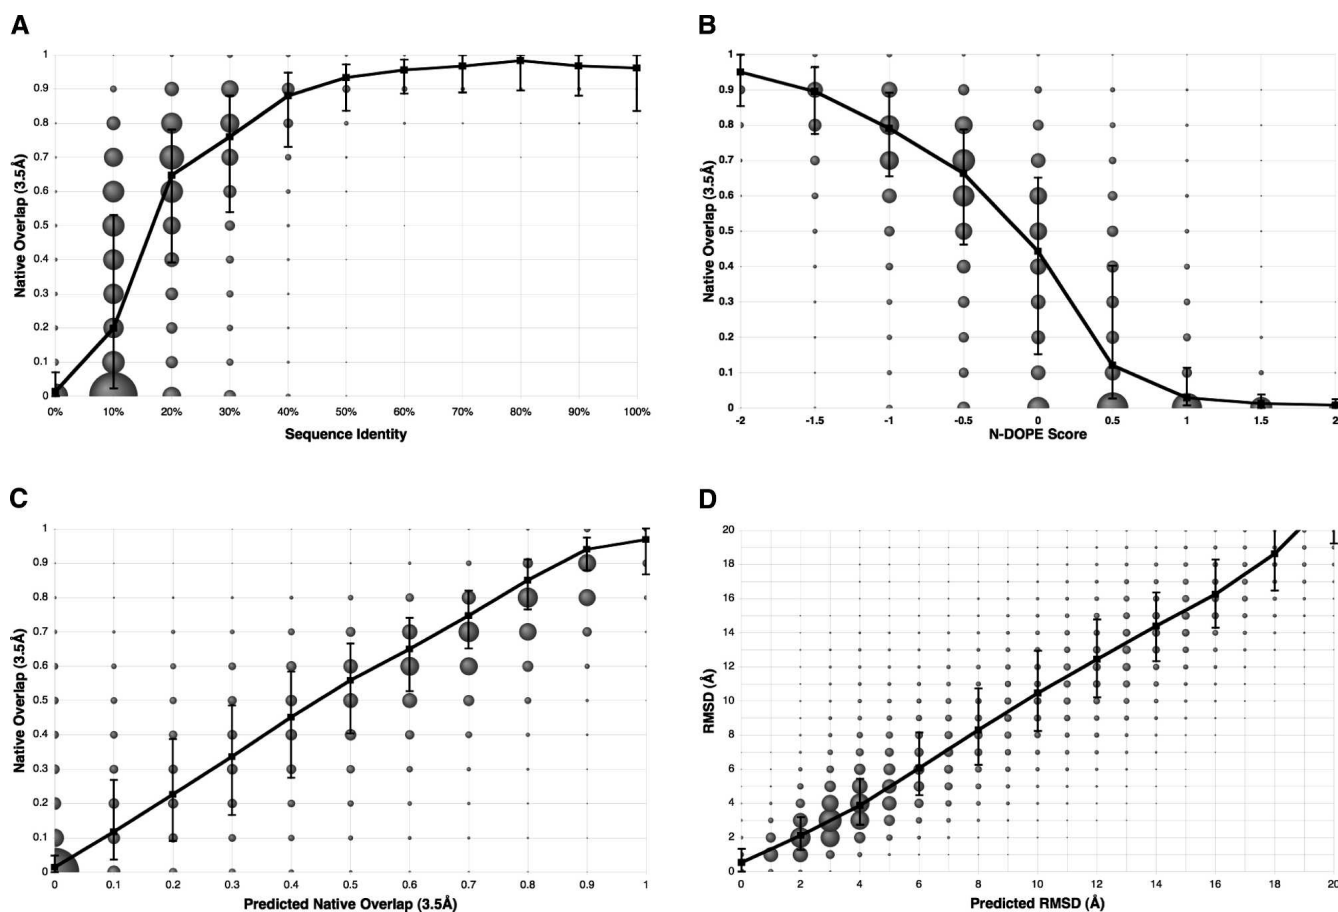 A
1
0.9
0.8
0.7
0.6
0.5
0.4
0.3
0.2
0.1
0
Native Overlap (3.5Å)
0% 10% 20% 30% 40% 50% 60% 70% 80% 90% 100%
Sequence Identity
B
1
0.9
0.8
0.7
0.6
0.5
0.4
0.3
0.2
0.1
0
Native Overlap (3.5Å)
-2 -1.5 -1 -0.5 0 0.5 1 1.5 2
N-DOPE Score
C
1
0.9
0.8
0.7
0.6
0.5
0.4
0.3
0.2
0.1
0
Native Overlap (3.5Å)
0 0.1 0.2 0.3 0.4 0.5 0.6 0.7 0.8 0.9 1
Predicted Native Overlap (3.5Å)
D
20
18
16
14
12
10
8
6
4
2
0
RMSD (Å)
0 2 4 6 8 10 12 14 16 18 20
Predicted RMSD (Å)